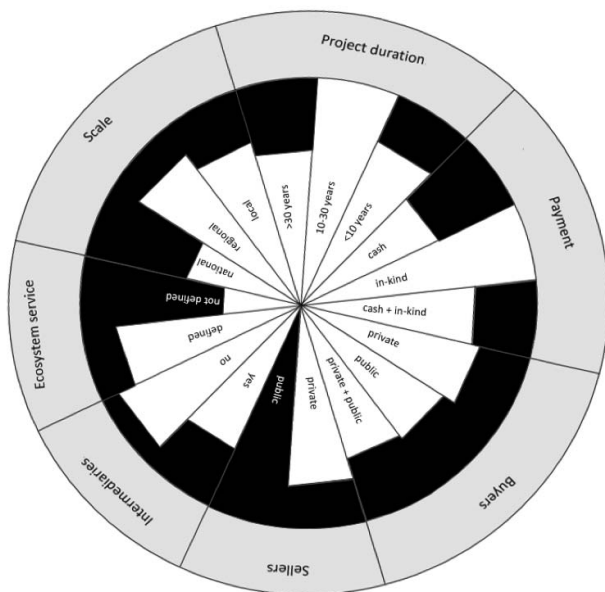 Project duration
Payment
Buyers
Sellers
Intermediaries
Ecosystem service
Scale
>30 years
10-30 years
<10 years
cash
in-kind
cash + in-kind
private
public
private + public
private
public
yes
no
defined
not defined
national
regional
local